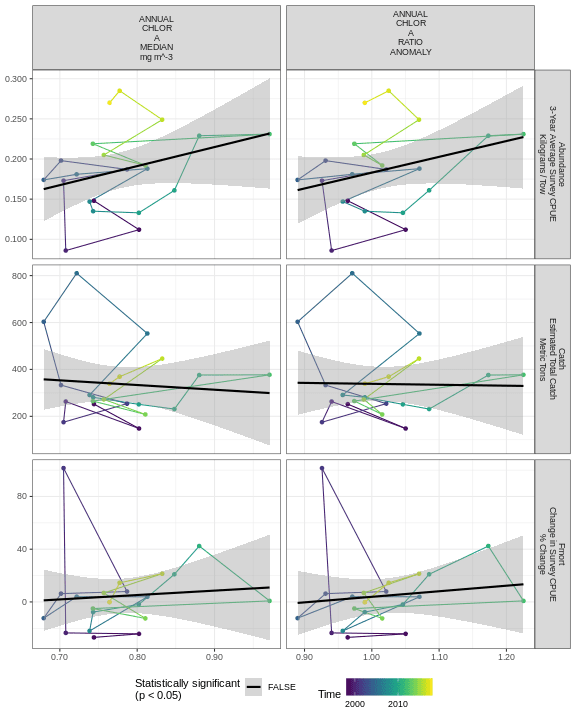 ANNUAL
CHLOR
A
MEDIAN
mg m^-3
ANNUAL
CHLOR
A
RATIO
ANOMALY
0.300
0.250
0.200
0.150
0.100
Abundance
3-Year Average Survey CPUE
Kilograms / Tow
800
600
400
200
Catch
Estimated Total Catch
Metric Tons
80
40
0
Fmort
Change in Survey CPUE
% Change
0.70 0.80 0.90
0.90 1.00 1.10 1.20
Statistically significant
(p < 0.05)
FALSE
Time
2000 2010